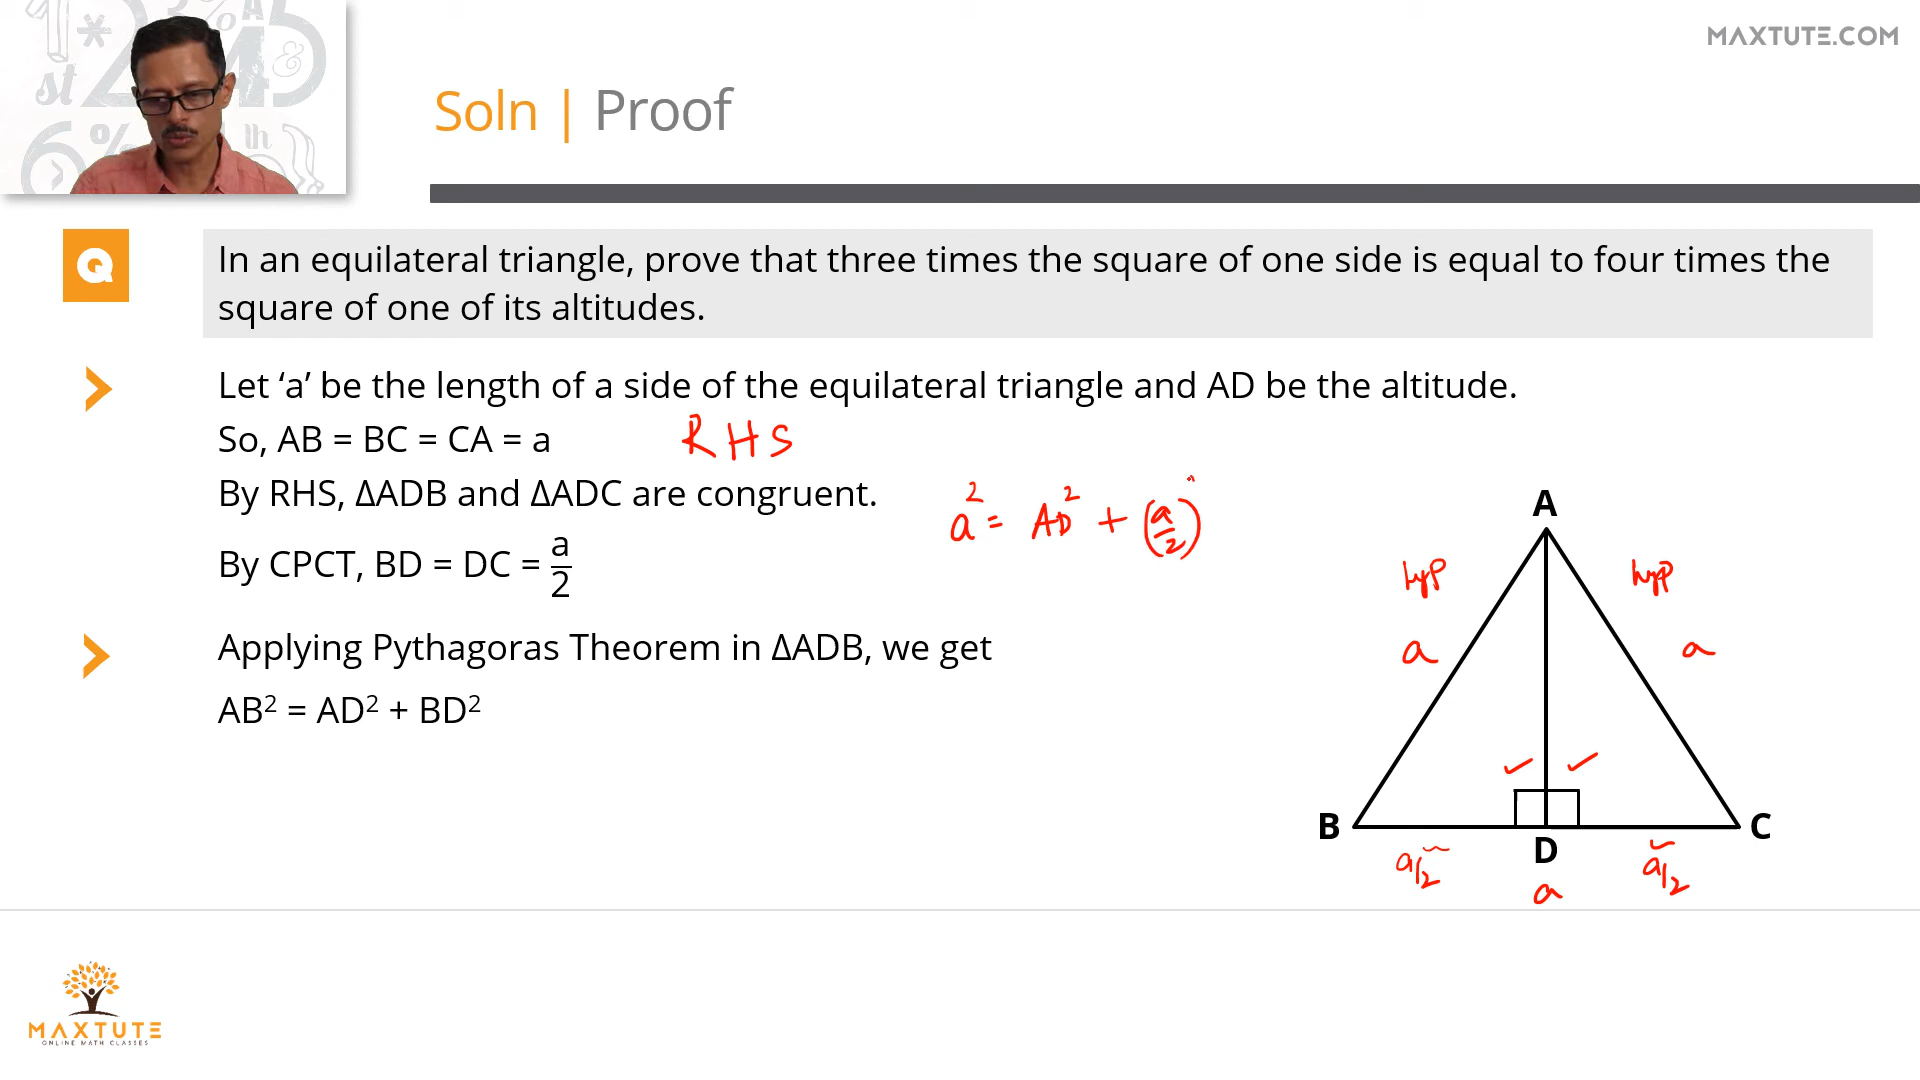 MAXTUTE.COM
Soln | Proof
Q
In an equilateral triangle, prove that three times the square of one side is equal to four times the
square of one of its altitudes.
Let ‘a’ be the length of a side of the equilateral triangle and AD be the altitude.
So, AB = BC = CA = a
RHS
By RHS, ΔADB and ΔADC are congruent.
a² = AD² + (a/2)
By CPCT, BD = DC = a/2
Applying Pythagoras Theorem in ΔADB, we get
AB² = AD² + BD²
A
hyp hyp
a a
B D C
a/2 a a/2
MAXTUTE
ONLINE MATH CLASSES